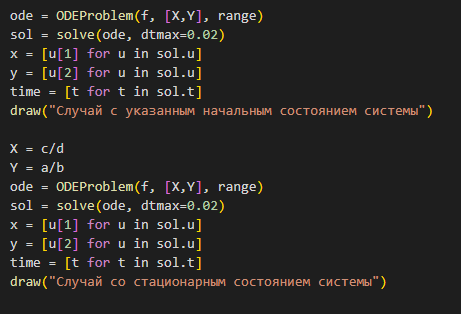 ode = ODEProblem(f, [X,Y], range)
sol = solve(ode, dtmax=0.02)
x = [u[1] for u in sol.u]
y = [u[2] for u in sol.u]
time = [t for t in sol.t]
draw("Случай с указанным начальным состоянием системы")

X = c/d
Y = a/b
ode = ODEProblem(f, [X,Y], range)
sol = solve(ode, dtmax=0.02)
x = [u[1] for u in sol.u]
y = [u[2] for u in sol.u]
time = [t for t in sol.t]
draw("Случай со стационарным состоянием системы")